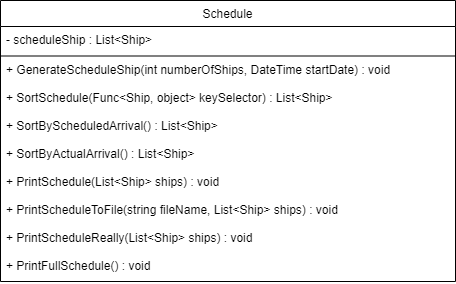 Schedule
- scheduleShip : List<Ship>
+ GenerateScheduleShip(int numberOfShips, DateTime startDate) : void
+ SortSchedule(Func<Ship, object> keySelector) : List<Ship>
+ SortByScheduledArrival() : List<Ship>
+ SortByActualArrival() : List<Ship>
+ PrintSchedule(List<Ship> ships) : void
+ PrintScheduleToFile(string fileName, List<Ship> ships) : void
+ PrintScheduleReally(List<Ship> ships) : void
+ PrintFullSchedule() : void